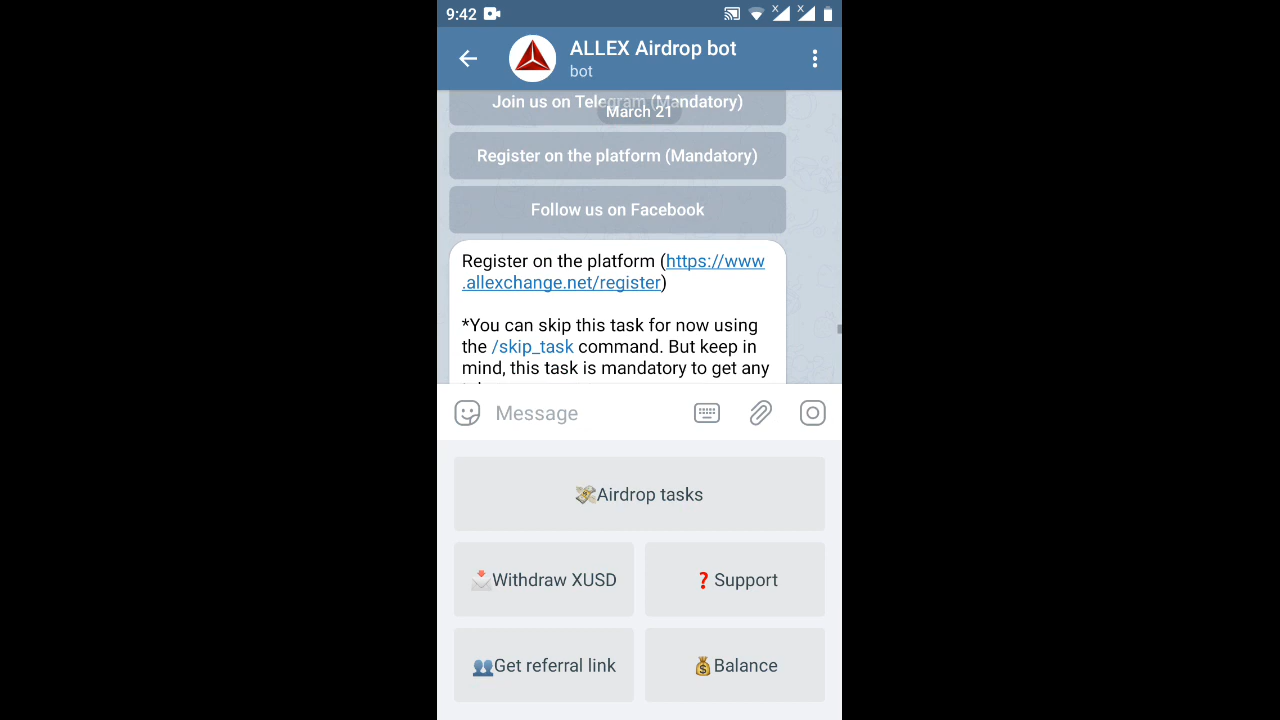 9:42
ALLEX Airdrop bot
bot
Join us on Telegram (Mandatory)
March 21
Register on the platform (Mandatory)
Follow us on Facebook
Register on the platform (https://www
.allexchange.net/register)
*You can skip this task for now using
the /skip_task command. But keep in
mind, this task is mandatory to get any
Message
💸Airdrop tasks
📩Withdraw XUSD
❓Support
👥Get referral link
💰Balance